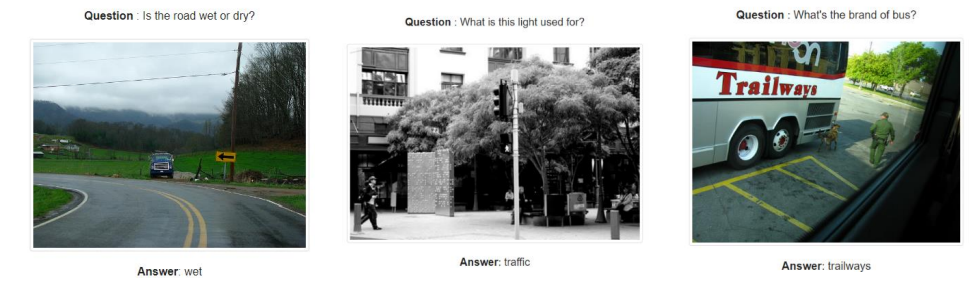 Question : Is the road wet or dry?
Answer: wet
Question : What is this light used for?
Answer: traffic
Question : What's the brand of bus?
Trailways
Answer: trailways